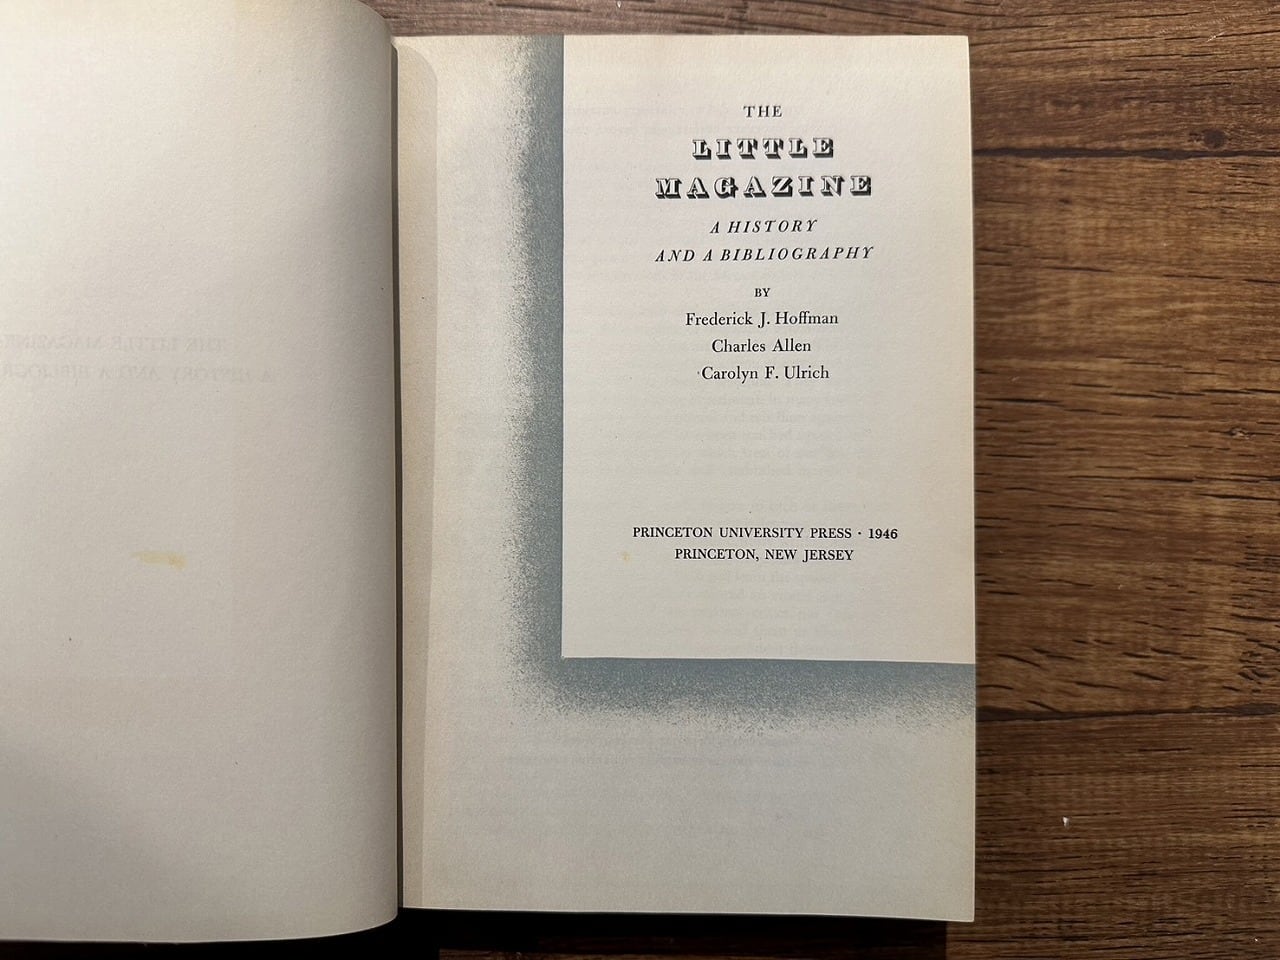 THE
LITTLE
MAGAZINE
A HISTORY
AND A BIBLIOGRAPHY
BY
Frederick J. Hoffman
Charles Allen
Carolyn F. Ulrich
PRINCETON UNIVERSITY PRESS · 1946
PRINCETON, NEW JERSEY